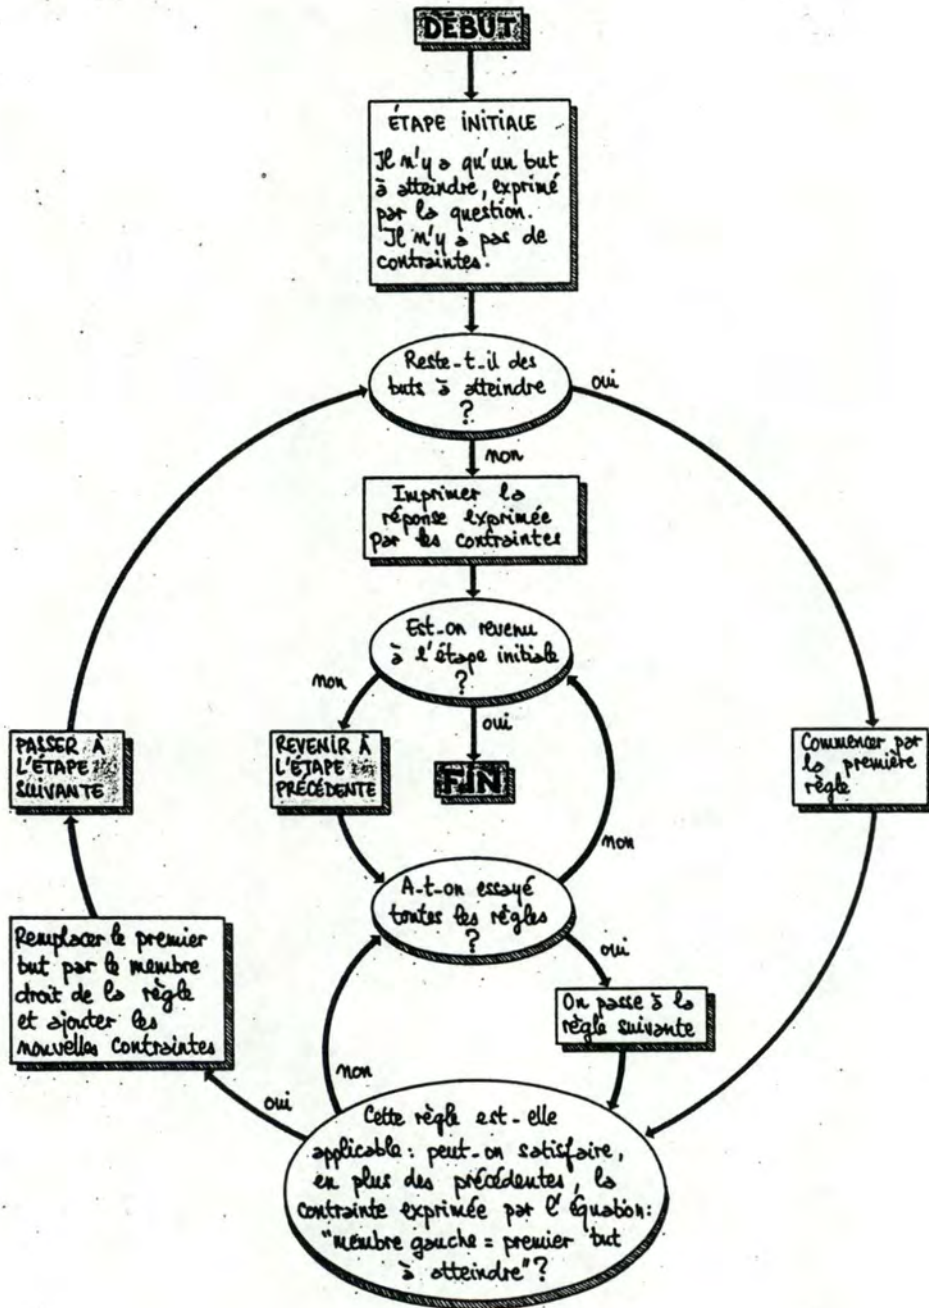 DÉBUT
ÉTAPE INITIALE
Il n'y a qu'un but
à atteindre, exprimé
par la question.
Il n'y a pas de
contraintes.
Reste-t-il des
buts à atteindre
?
oui
non
Imprimer la
réponse exprimée
par les contraintes
Est-on revenu
à l'étape initiale
?
non
oui
PASSER À
L'ÉTAPE
SUIVANTE
REVENIR À
L'ÉTAPE
PRÉCÉDENTE
FIN
Commencer par
la première
règle
non
A-t-on essayé
toutes les règles
?
oui
Remplacer le premier
but par le membre
droit de la règle
et ajouter les
nouvelles contraintes
On passe à la
règle suivante
non
oui
Cette règle est-elle
applicable : peut-on satisfaire,
en plus des précédentes, la
contrainte exprimée par l'équation:
"membre gauche = premier but
à atteindre"?